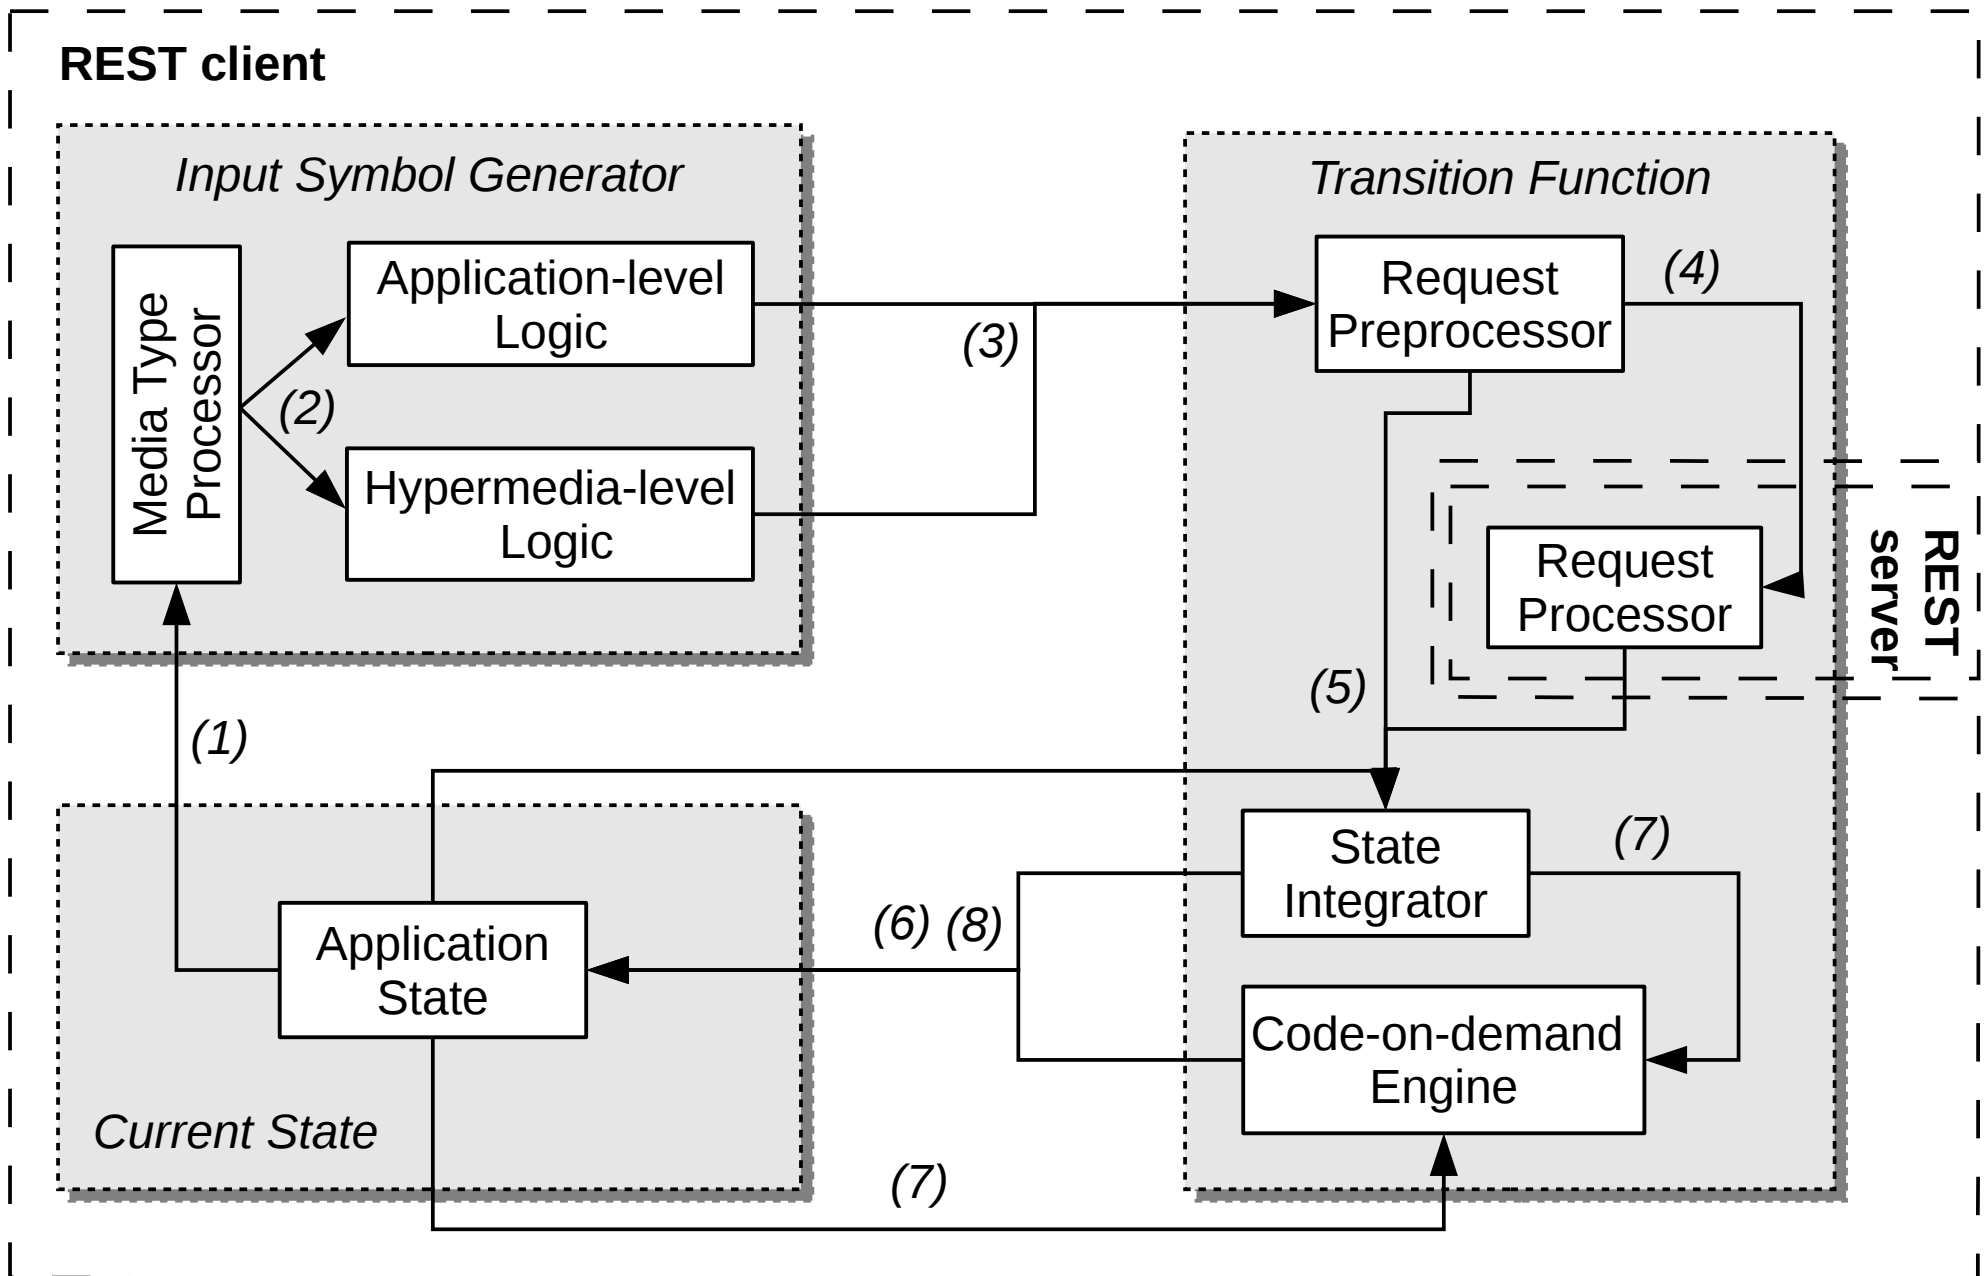 REST client
Input Symbol Generator
Media Type
Processor
Application-level
Logic
(2)
Hypermedia-level
Logic
(3)
Transition Function
Request
Preprocessor
(4)
REST
server
Request
Processor
(1)
(5)
State
Integrator
(7)
(6) (8)
Application
State
Code-on-demand
Engine
Current State
(7)